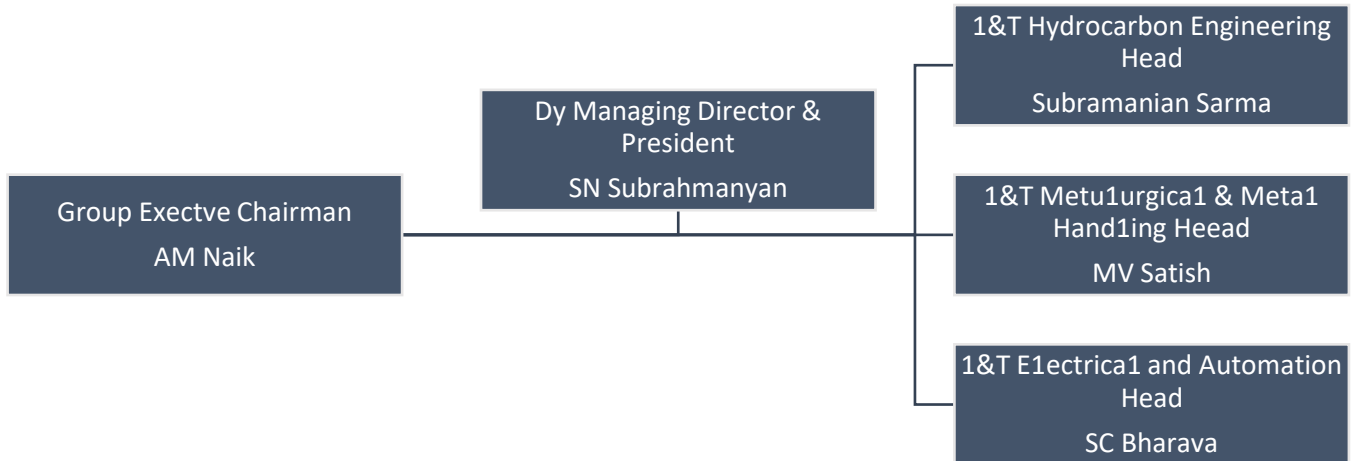 Group Exectve Chairman
AM Naik
Dy Managing Director &
President
SN Subrahmanyan
1&T Hydrocarbon Engineering
Head
Subramanian Sarma
1&T Metu1urgica1 & Meta1
Hand1ing Heead
MV Satish
1&T E1ectrica1 and Automation
Head
SC Bharava